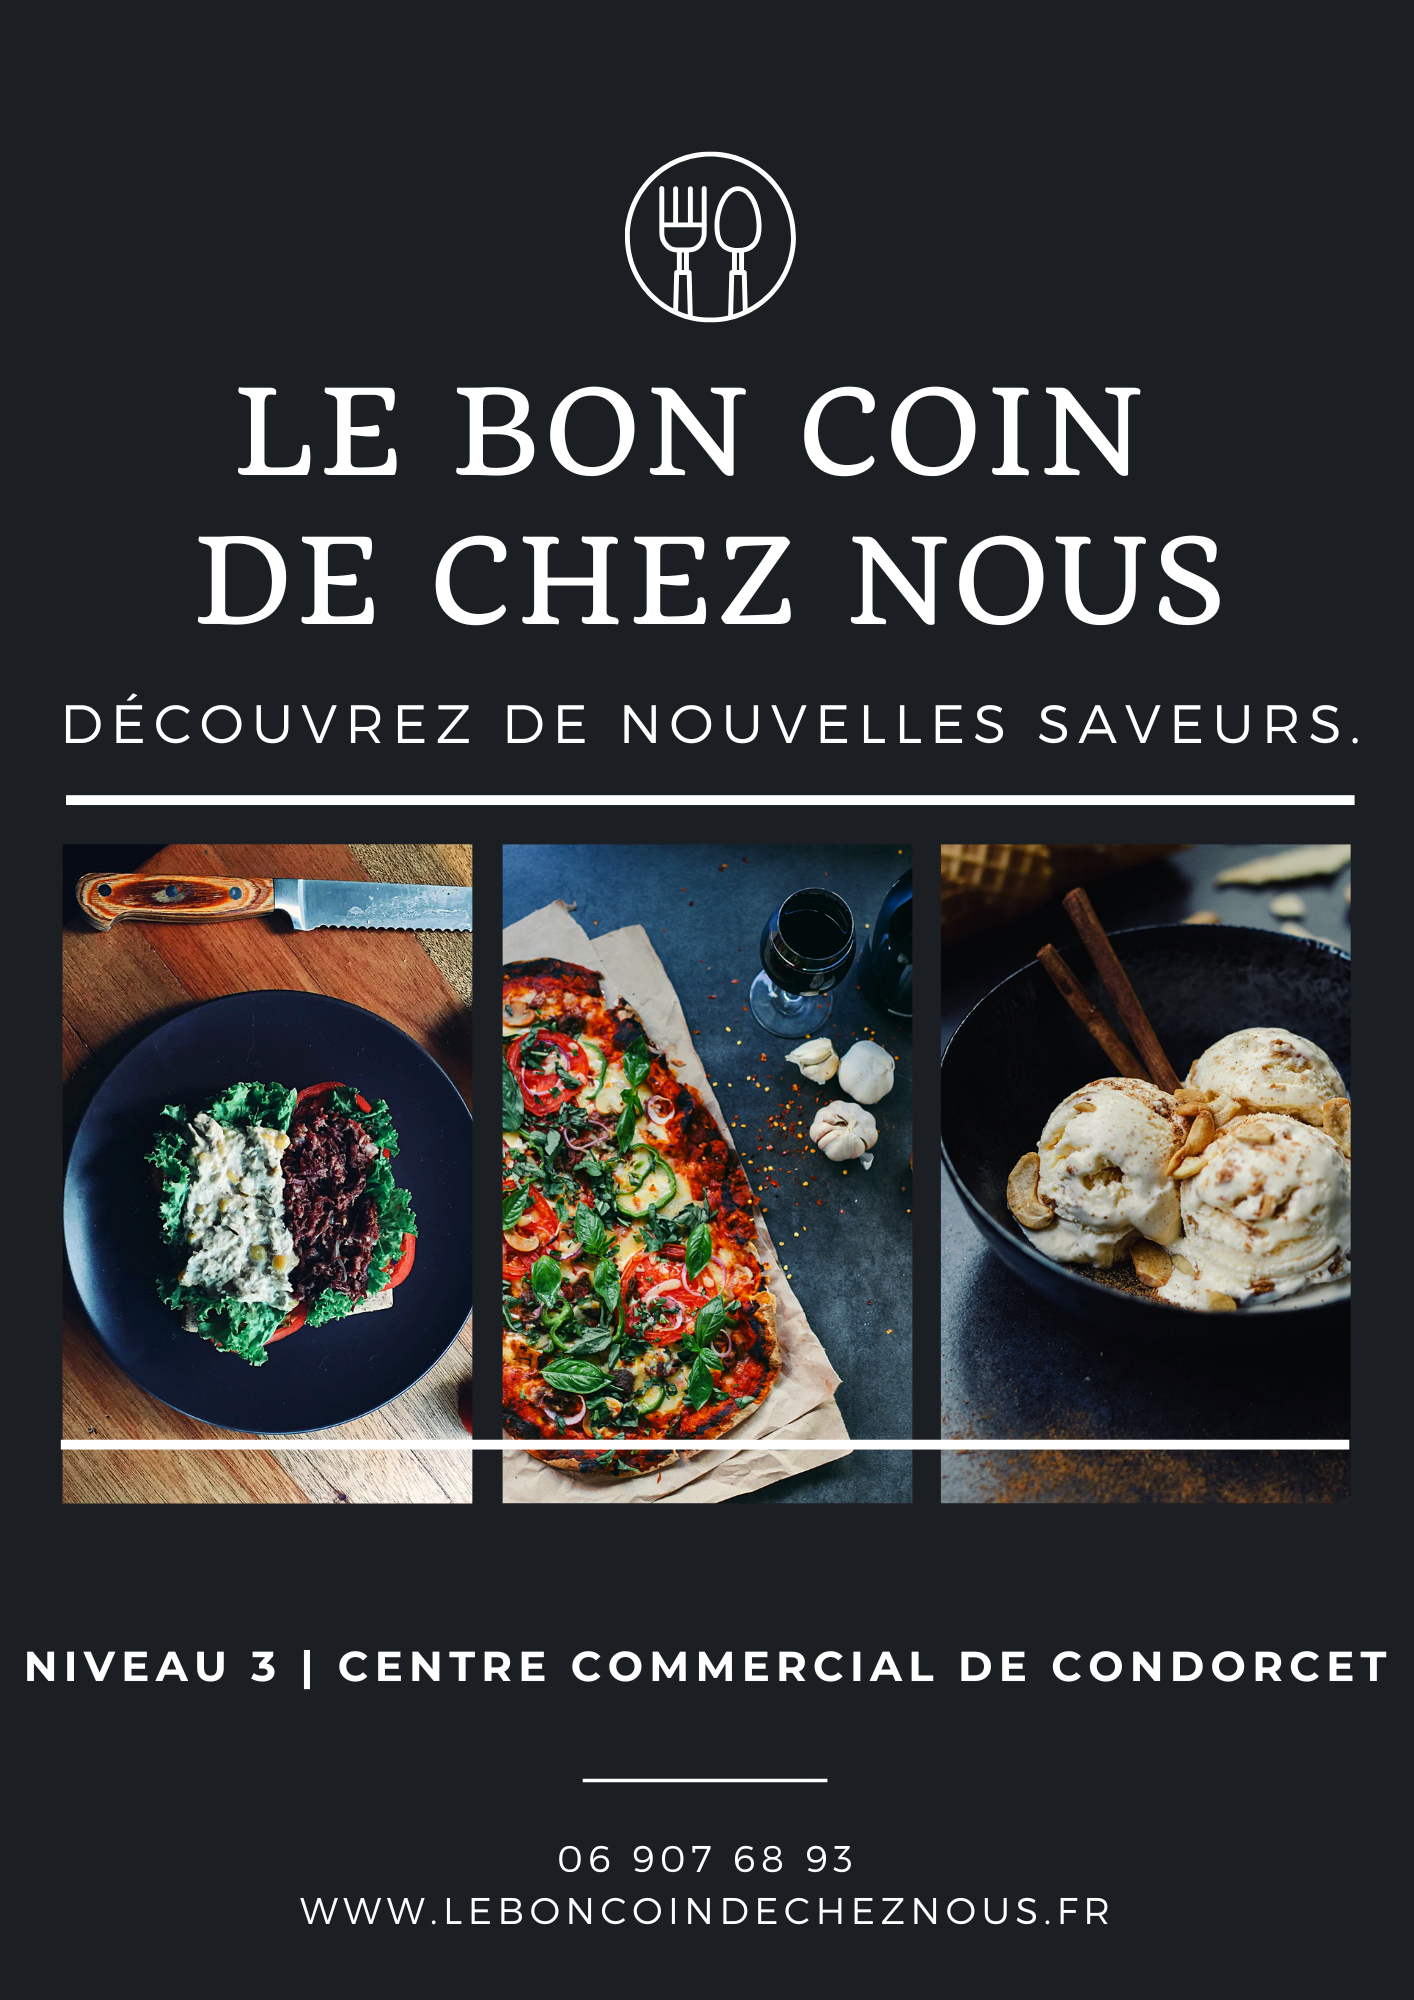 LE BON COIN
DE CHEZ NOUS
DÉCOUVREZ DE NOUVELLES SAVEURS.
NIVEAU 3 | CENTRE COMMERCIAL DE CONDORCET
06 907 68 93
WWW.LEBONCOINDECHEZNOUS.FR